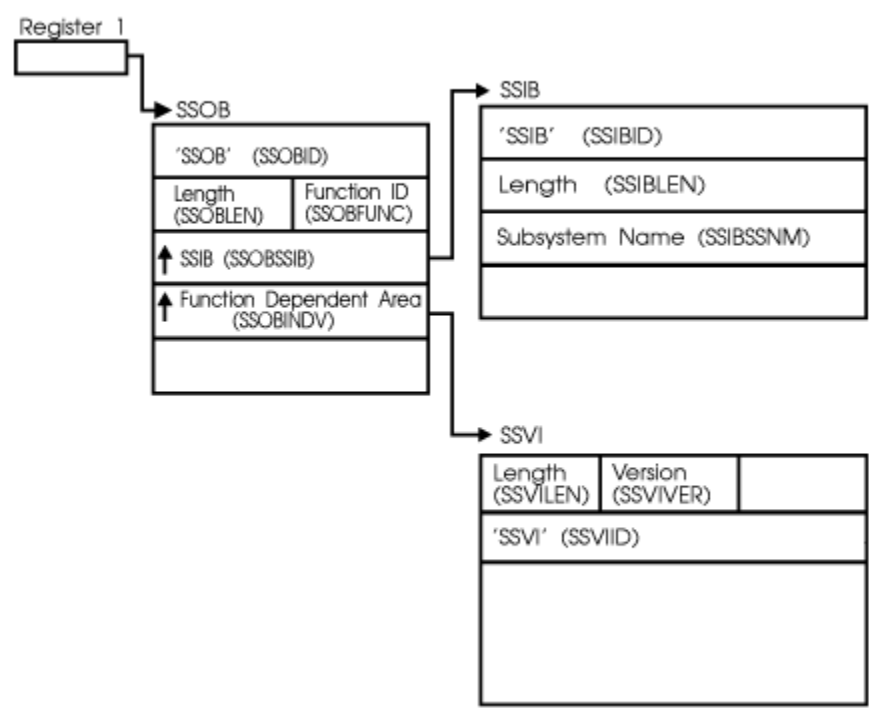 Register 1
SSOB
'SSOB' (SSOBID)
Length
(SSOBLEN)
Function ID
(SSOBFUNC)
SSIB (SSOBSSIB)
Function Dependent Area
(SSOBINDV)
SSIB
'SSIB' (SSIBID)
Length (SSIBLEN)
Subsystem Name (SSIBSSNM)
SSVI
Length
(SSVILEN)
Version
(SSVIVER)
'SSVI' (SSVIID)